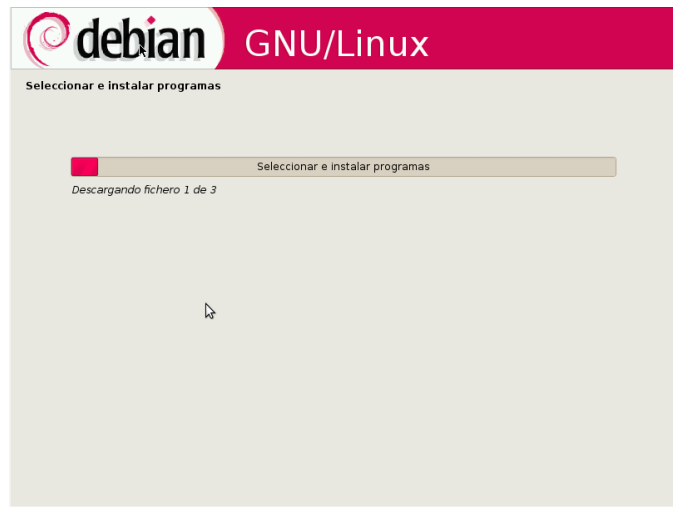 debian GNU/Linux
Seleccionar e instalar programas
Seleccionar e instalar programas
Descargando fichero 1 de 3